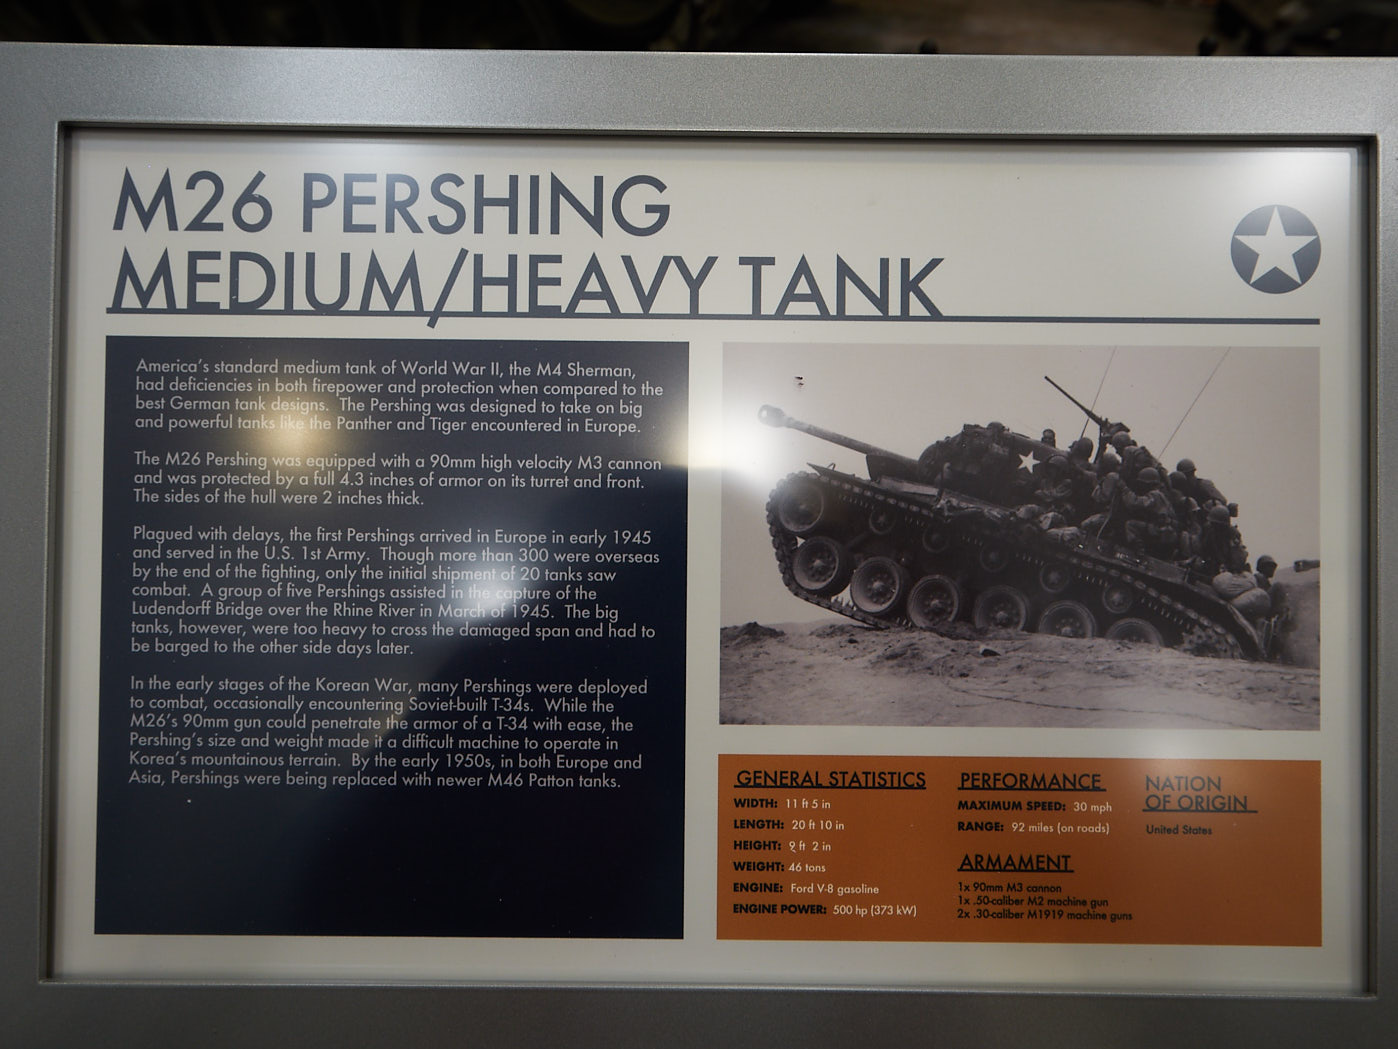 M26 PERSHING
MEDIUM/HEAVY TANK
America's standard medium tank of World War II, the M4 Sherman,
had deficiencies in both firepower and protection when compared to the
best German tank designs.  The Pershing was designed to take on big
and powerful tanks like the Panther and Tiger encountered in Europe.
The M26 Pershing was equipped with a 90mm high velocity M3 cannon
and was protected by a full 4.3 inches of armor on its turret and front.
The sides of the hull were 2 inches thick.
Plagued with delays, the first Pershings arrived in Europe in early 1945
and served in the U.S. 1st Army.  Though more than 300 were overseas
by the end of the fighting, only the initial shipment of 20 tanks saw
combat.  A group of five Pershings assisted in the capture of the
Ludendorff Bridge over the Rhine River in March of 1945.  The big
tanks, however, were too heavy to cross the damaged span and had to
be barged to the other side days later.
In the early stages of the Korean War, many Pershings were deployed
to combat, occasionally encountering Soviet-built T-34s.  While the
M26's 90mm gun could penetrate the armor of a T-34 with ease, the
Pershing's size and weight made it a difficult machine to operate in
Korea's mountainous terrain.  By the early 1950s, in both Europe and
Asia, Pershings were being replaced with newer M46 Patton tanks.
GENERAL STATISTICS
WIDTH: 11 ft 5 in
LENGTH: 20 ft 10 in
HEIGHT: 9 ft 2 in
WEIGHT: 46 tons
ENGINE: Ford V-8 gasoline
ENGINE POWER: 500 hp (373 kW)
PERFORMANCE
MAXIMUM SPEED: 30 mph
RANGE: 92 miles (on roads)
ARMAMENT
1x 90mm M3 cannon
1x .50-caliber M2 machine gun
2x .30-caliber M1919 machine guns
NATION
OF ORIGIN
United States